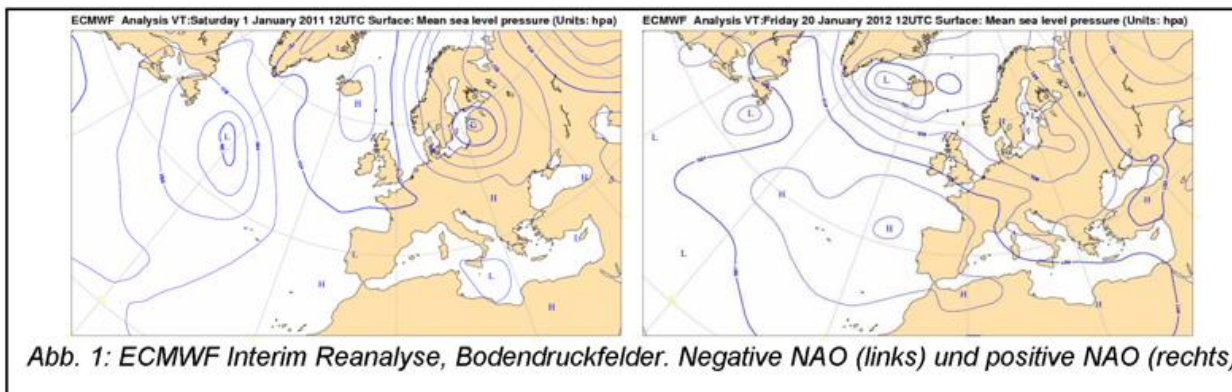 ECMWF Analysis VT:Saturday 1 January 2011 12UTC Surface: Mean sea level pressure (Units: hpa)
ECMWF Analysis VT:Friday 20 January 2012 12UTC Surface: Mean sea level pressure (Units: hpa)
L
H
L
L
H
H
L
L
L
H
H
L
L
L
H
H
H
L
H
H
H
Abb. 1: ECMWF Interim Reanalyse, Bodendruckfelder. Negative NAO (links) und positive NAO (rechts